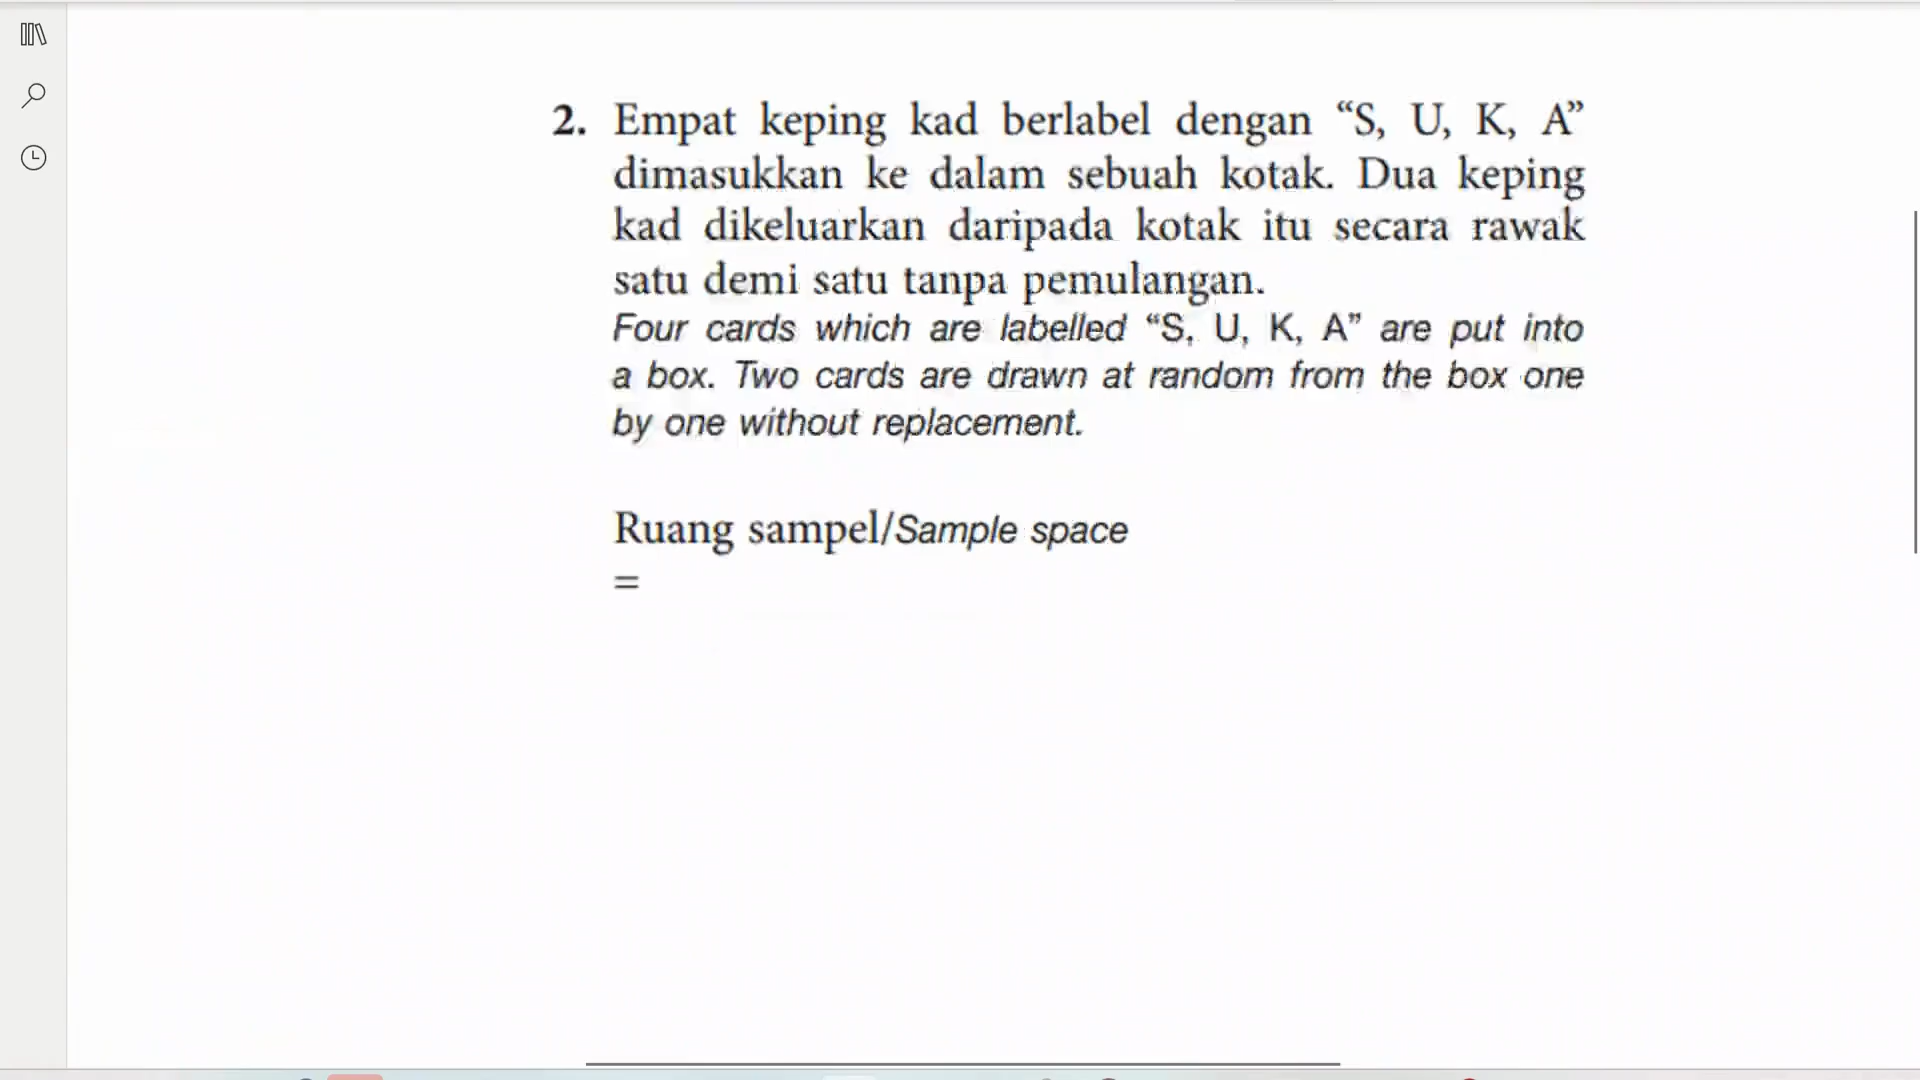 2. Empat keping kad berlabel dengan “S, U, K, A”
dimasukkan ke dalam sebuah kotak. Dua keping
kad dikeluarkan daripada kotak itu secara rawak
satu demi satu tanpa pemulangan.
Four cards which are labelled “S, U, K, A” are put into
a box. Two cards are drawn at random from the box one
by one without replacement.
Ruang sampel/Sample space
=